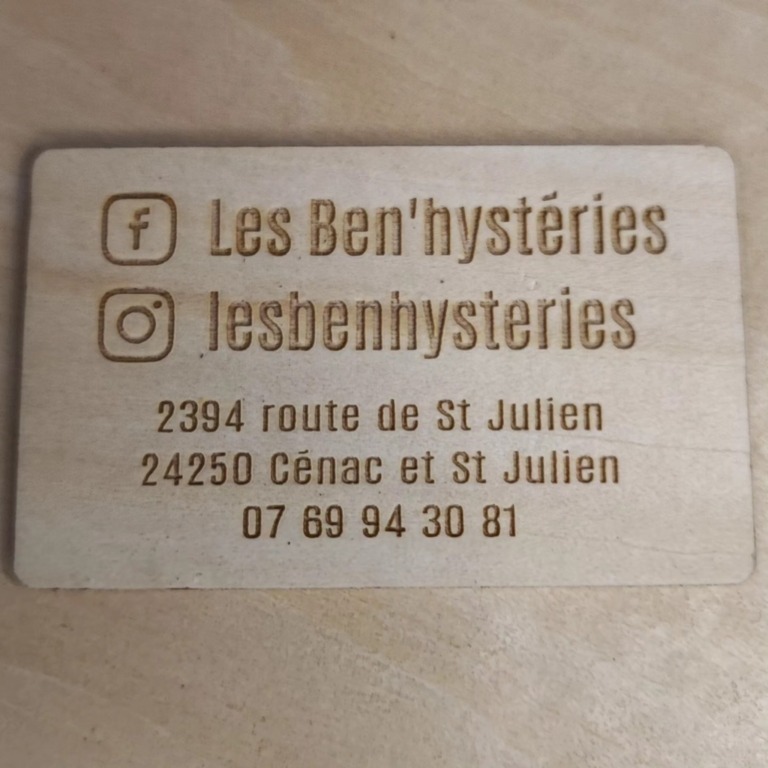 Les Ben'hystéries
lesbenhysteries
2394 route de St Julien
24250 Cénac et St Julien
07 69 94 30 81